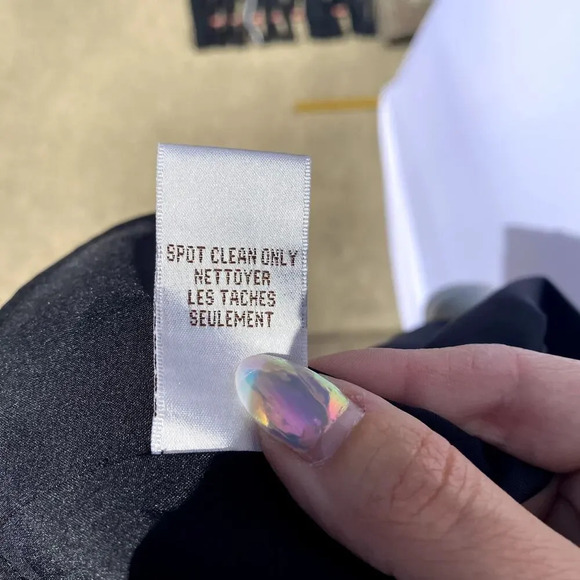 SPOT CLEAN ONLY
NETTOYER
LES TACHES
SEULEMENT